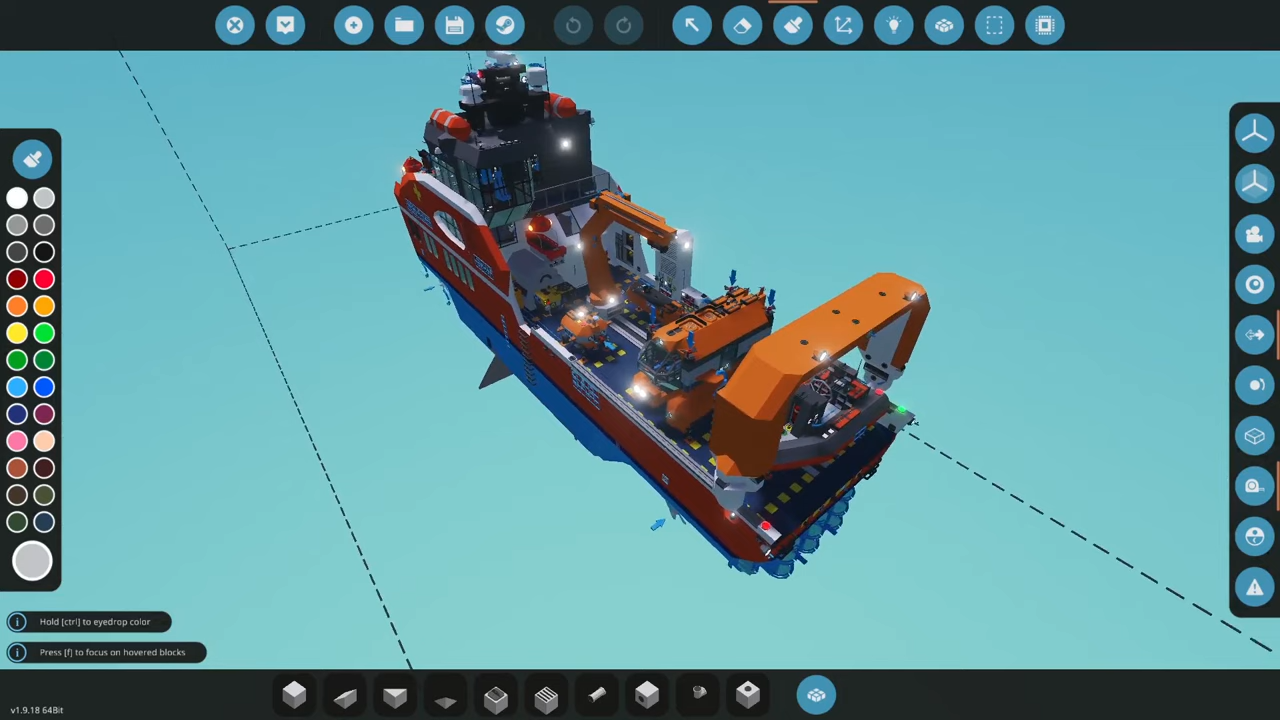 Hold [ctrl] to eyedrop color
Press [f] to focus on hovered blocks
v1.9.18 64Bit